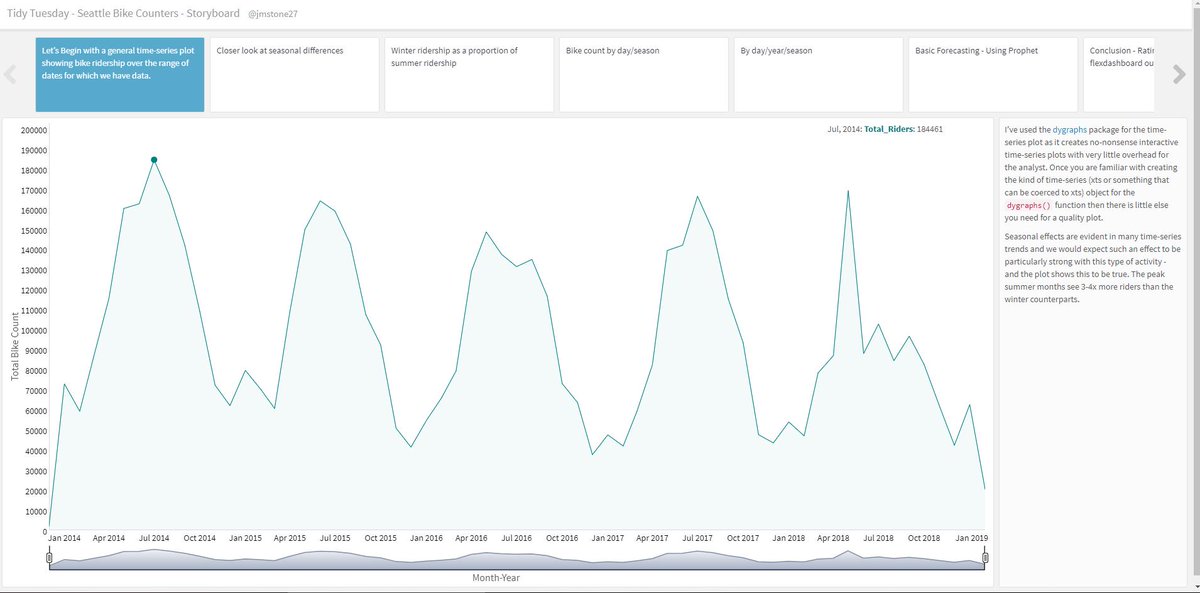 Tidy Tuesday - Seattle Bike Counters - Storyboard @jmstone27
Let's Begin with a general time-series plot
showing bike ridership over the range of
dates for which we have data.
Closer look at seasonal differences
Winter ridership as a proportion of
summer ridership
Bike count by day/season
By day/year/season
Basic Forecasting - Using Prophet
Conclusion - Ratin
flexdashboard ou
Jul, 2014: Total_Riders: 184461
200000
190000
180000
170000
160000
150000
140000
130000
120000
110000
100000
90000
80000
70000
60000
50000
40000
30000
20000
10000
0
Total Bike Count
Jan 2014 Apr 2014 Jul 2014 Oct 2014 Jan 2015 Apr 2015 Jul 2015 Oct 2015 Jan 2016 Apr 2016 Jul 2016 Oct 2016 Jan 2017 Apr 2017 Jul 2017 Oct 2017 Jan 2018 Apr 2018 Jul 2018 Oct 2018 Jan 2019
Month-Year
I've used the dygraphs package for the time-
series plot as it creates no-nonsense interactive
time-series plots with very little overhead for
the analyst. Once you are familiar with creating
the kind of time-series (xts or something that
can be coerced to xts) object for the
dygraphs() function then there is little else
you need for a quality plot.
Seasonal effects are evident in many time-series
trends and we would expect such an effect to be
particularly strong with this type of activity -
and the plot shows this to be true. The peak
summer months see 3-4x more riders than the
winter counterparts.